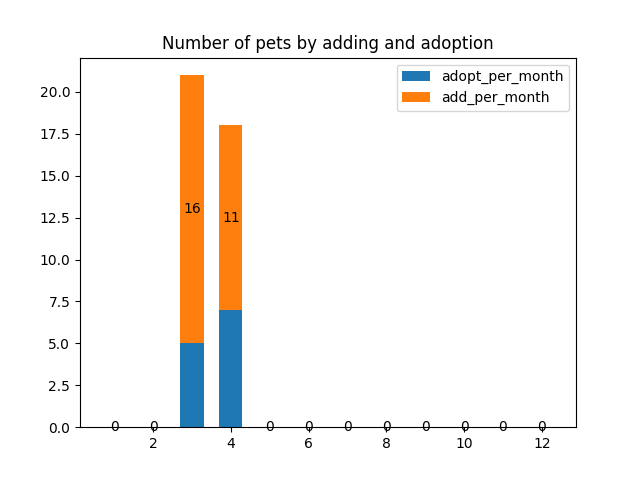 Number of pets by adding and adoption
adopt_per_month
add_per_month
20.0
17.5
15.0
12.5
10.0
7.5
5.0
2.5
0.0
16
11
0 0 0 0 0 0 0 0 0 0
2 4 6 8 10 12